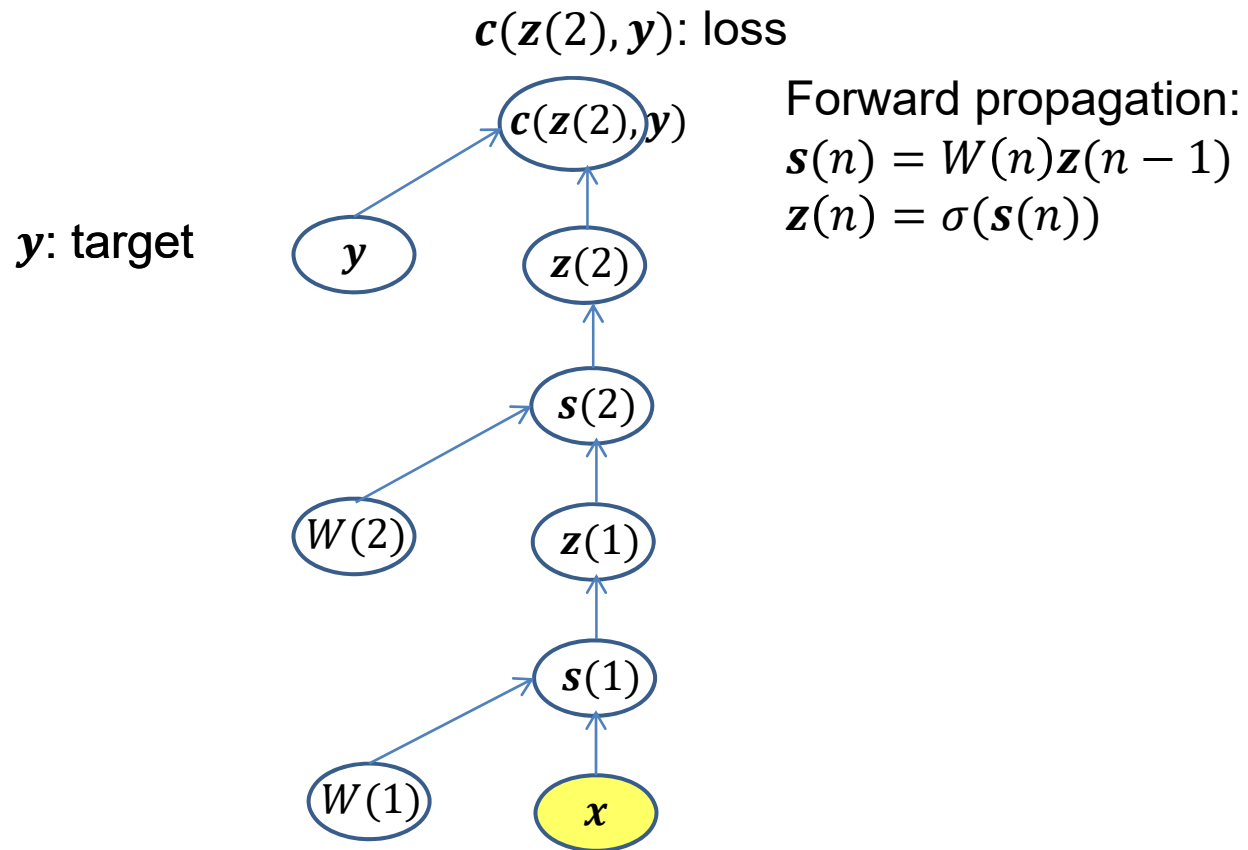 𝒄(𝒛(2), 𝒚): loss
𝒄(𝒛(2), 𝒚)
Forward propagation:
𝒔(𝑛) = 𝑊(𝑛)𝒛(𝑛 − 1)
𝒛(𝑛) = 𝜎(𝒔(𝑛))
𝒚: target
𝒚
𝒛(2)
𝒔(2)
𝑊(2)
𝒛(1)
𝒔(1)
𝑊(1)
𝒙